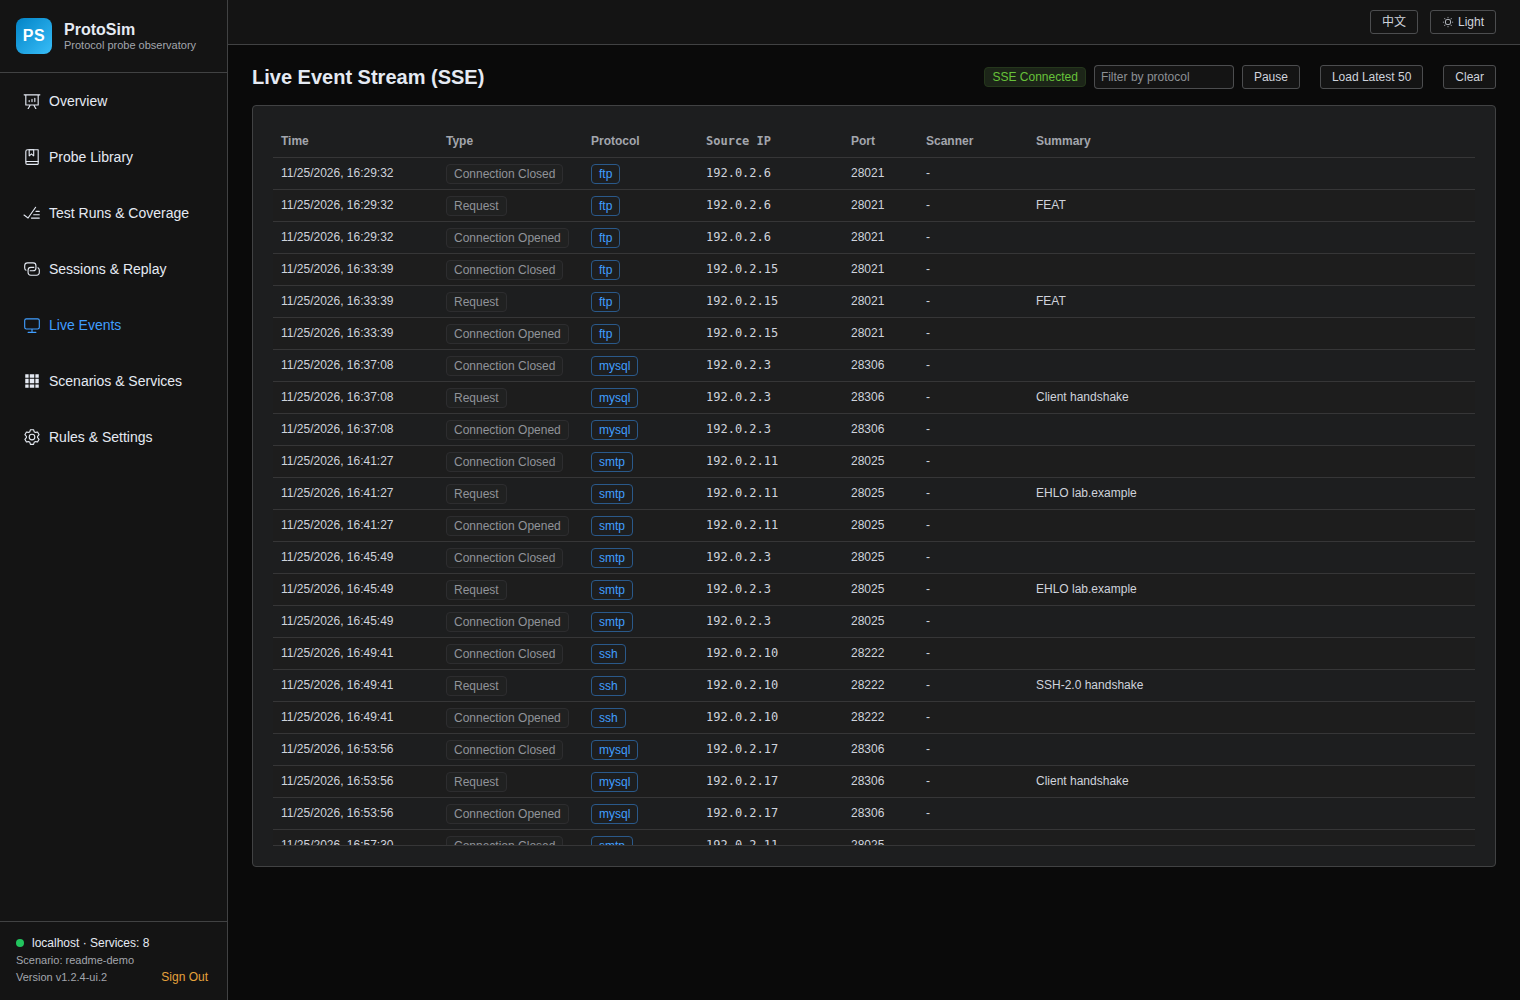 PS
ProtoSim
Protocol probe observatory
Overview
Probe Library
Test Runs & Coverage
Sessions & Replay
Live Events
Scenarios & Services
Rules & Settings
localhost · Services: 8
Scenario: readme-demo
Version v1.2.4-ui.2 Sign Out
中文 Light
Live Event Stream (SSE) SSE Connected Filter by protocol Pause Load Latest 50 Clear
Time Type Protocol Source IP Port Scanner Summary
11/25/2026, 16:29:32 Connection Closed ftp 192.0.2.6 28021 -
11/25/2026, 16:29:32 Request ftp 192.0.2.6 28021 - FEAT
11/25/2026, 16:29:32 Connection Opened ftp 192.0.2.6 28021 -
11/25/2026, 16:33:39 Connection Closed ftp 192.0.2.15 28021 -
11/25/2026, 16:33:39 Request ftp 192.0.2.15 28021 - FEAT
11/25/2026, 16:33:39 Connection Opened ftp 192.0.2.15 28021 -
11/25/2026, 16:37:08 Connection Closed mysql 192.0.2.3 28306 -
11/25/2026, 16:37:08 Request mysql 192.0.2.3 28306 - Client handshake
11/25/2026, 16:37:08 Connection Opened mysql 192.0.2.3 28306 -
11/25/2026, 16:41:27 Connection Closed smtp 192.0.2.11 28025 -
11/25/2026, 16:41:27 Request smtp 192.0.2.11 28025 - EHLO lab.example
11/25/2026, 16:41:27 Connection Opened smtp 192.0.2.11 28025 -
11/25/2026, 16:45:49 Connection Closed smtp 192.0.2.3 28025 -
11/25/2026, 16:45:49 Request smtp 192.0.2.3 28025 - EHLO lab.example
11/25/2026, 16:45:49 Connection Opened smtp 192.0.2.3 28025 -
11/25/2026, 16:49:41 Connection Closed ssh 192.0.2.10 28222 -
11/25/2026, 16:49:41 Request ssh 192.0.2.10 28222 - SSH-2.0 handshake
11/25/2026, 16:49:41 Connection Opened ssh 192.0.2.10 28222 -
11/25/2026, 16:53:56 Connection Closed mysql 192.0.2.17 28306 -
11/25/2026, 16:53:56 Request mysql 192.0.2.17 28306 - Client handshake
11/25/2026, 16:53:56 Connection Opened mysql 192.0.2.17 28306 -
11/25/2026, 16:57:30 Connection Closed smtp 192.0.2.11 28025